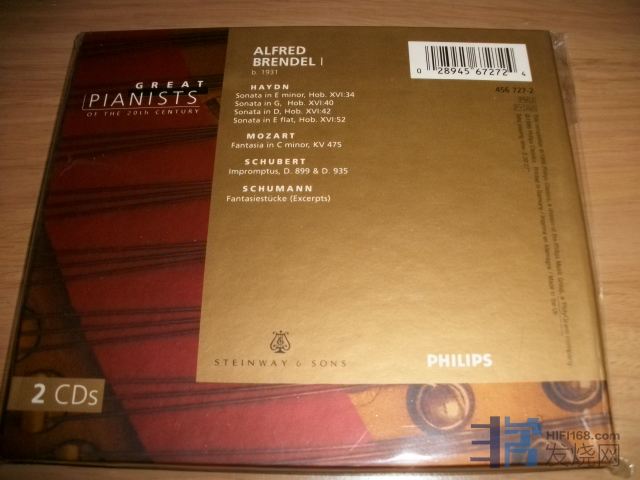 GREAT
PIANISTS
OF THE 20TH CENTURY
ALFRED
BRENDEL I
b. 1931
HAYDN
Sonata in E minor, Hob. XVI:34
Sonata in G, Hob. XVI:40
Sonata in D, Hob. XVI:42
Sonata in E flat, Hob. XVI:52
MOZART
Fantasia in C minor, KV 475
SCHUBERT
Impromptus, D. 899 & D. 935
SCHUMANN
Fantasiestücke (Excerpts)
0 28945 67272 4
456 727-2
STEINWAY & SONS
PHILIPS
2 CDs
HIFI168.com
发烧网